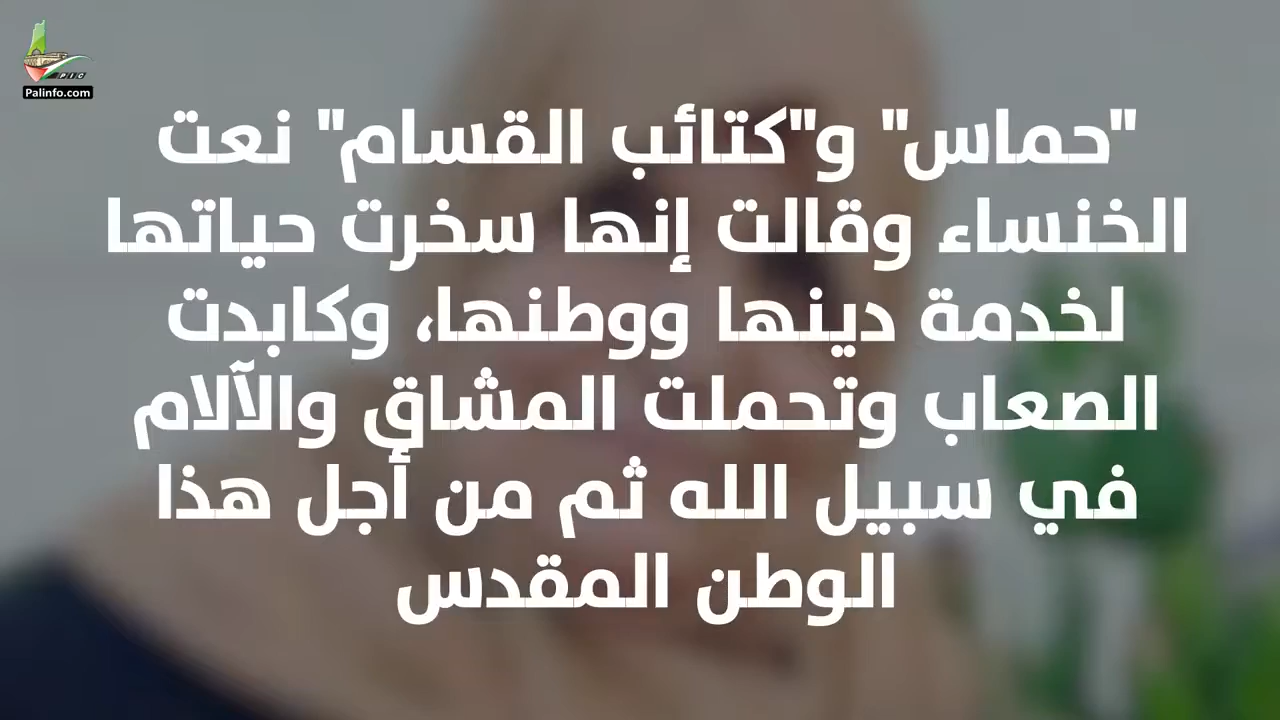 PIC
Palinfo.com
"حماس" و"كتائب القسام" نعت
الخنساء وقالت إنها سخرت حياتها
لخدمة دينها ووطنها، وكابدت
الصعاب وتحملت المشاق والآلام
في سبيل الله ثم من أجل هذا
الوطن المقدس